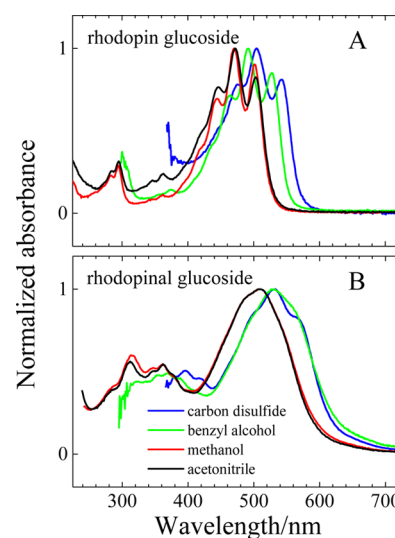 rhodopin glucoside
A
1
0
Normalized absorbance
rhodopinal glucoside
B
1
0
carbon disulfide
benzyl alcohol
methanol
acetonitrile
300 400 500 600 700
Wavelength/nm